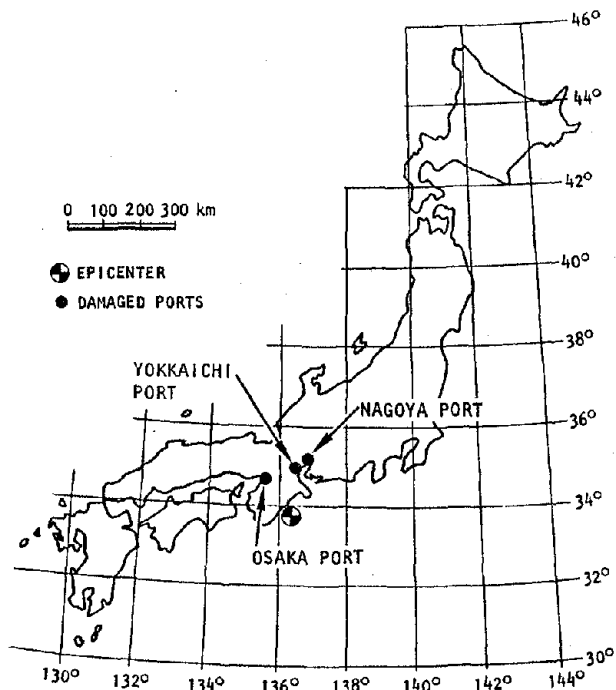 46°
44°
42°
0 100 200 300 km
EPICENTER
40°
DAMAGED PORTS
38°
YOKKAICHI
PORT
NAGOYA PORT
36°
34°
OSAKA PORT
32°
30°
130° 132° 134° 136° 138° 140° 142° 144°